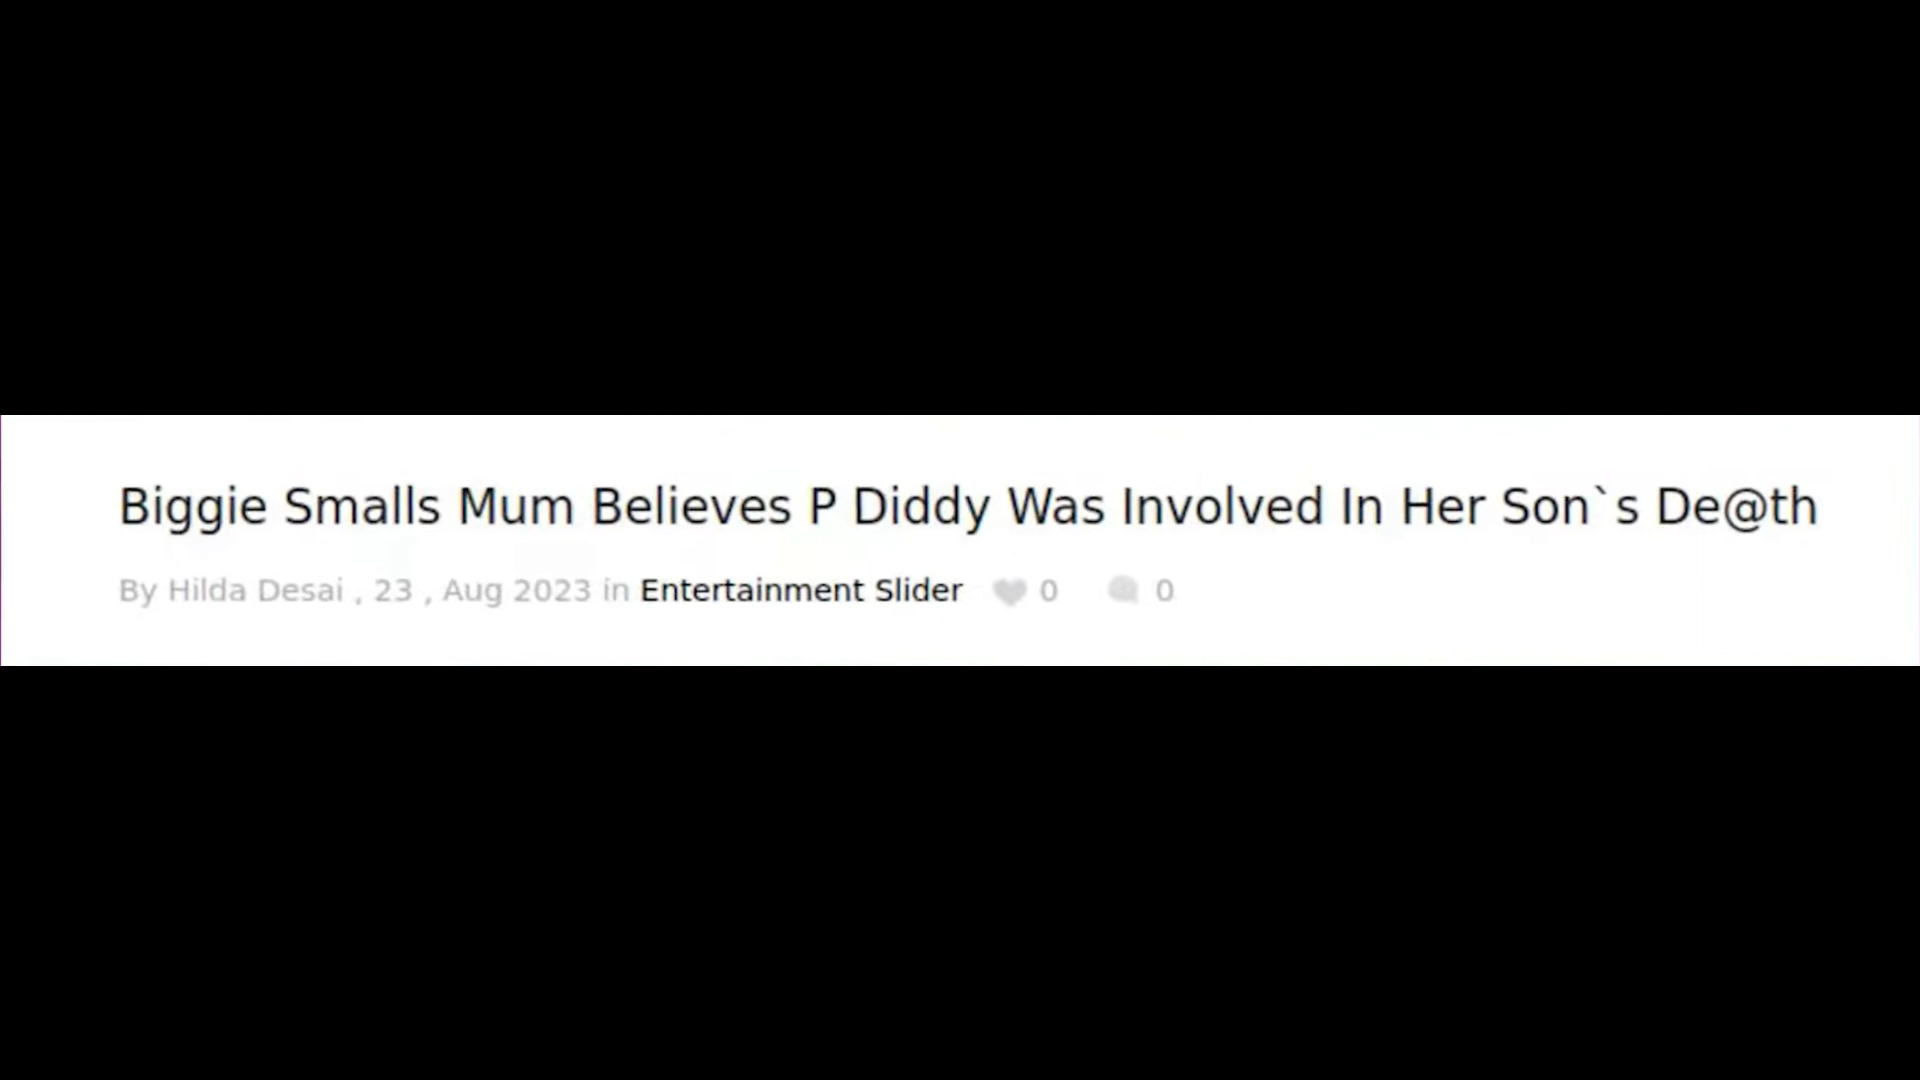 Biggie Smalls Mum Believes P Diddy Was Involved In Her Son`s De@th
By Hilda Desai , 23 , Aug 2023 in Entertainment Slider 0 0